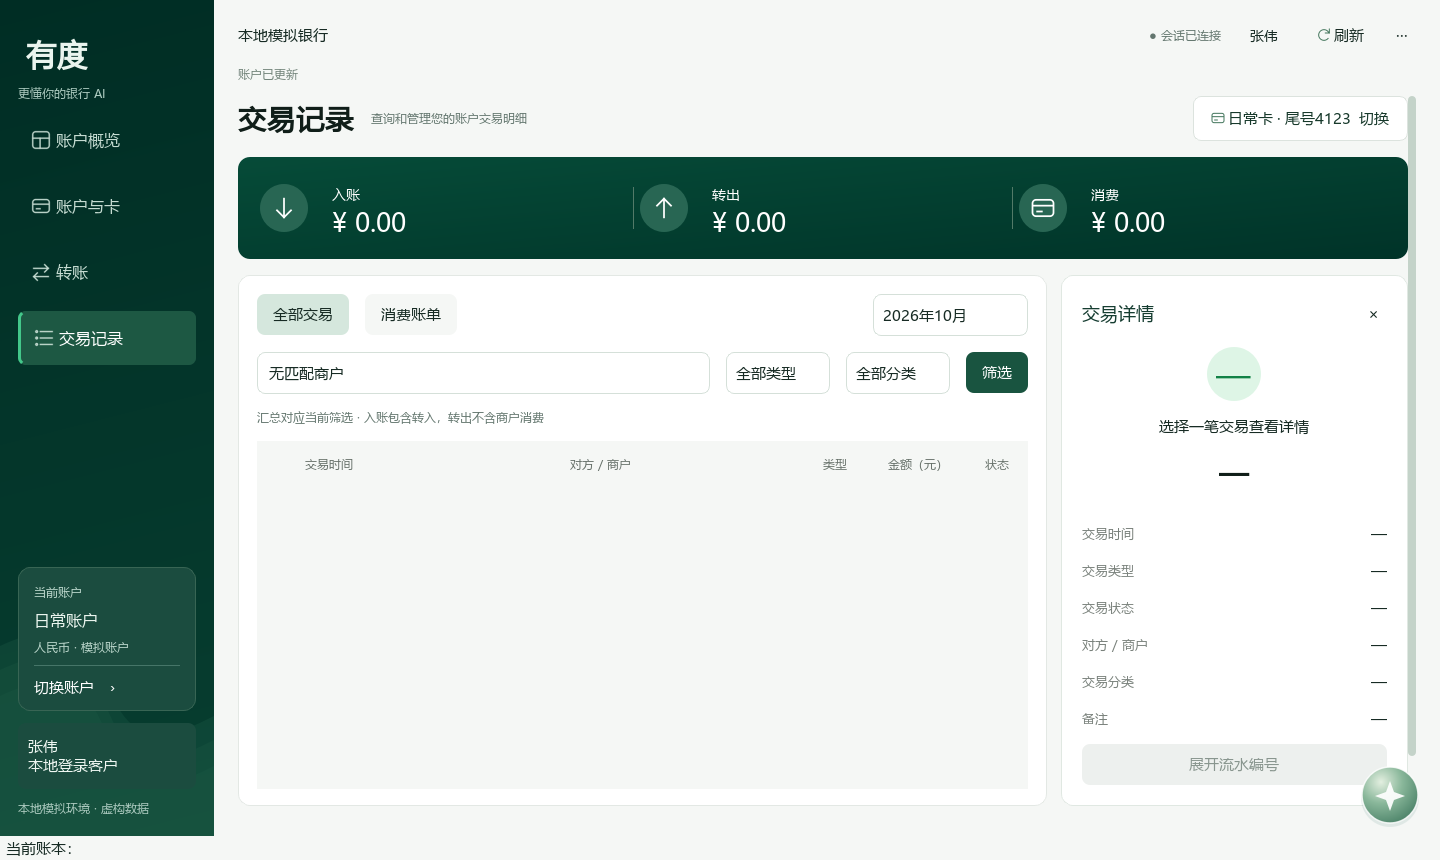 有度
更懂你的银行 AI
账户概览
账户与卡
转账
交易记录
当前账户
日常账户
人民币 · 模拟账户
切换账户 ›
张伟
本地登录客户
本地模拟环境 · 虚构数据
当前账本：
本地模拟银行
● 会话已连接
张伟
刷新
···
账户已更新
交易记录
查询和管理您的账户交易明细
日常卡 · 尾号4123 切换
入账
¥ 0.00
转出
¥ 0.00
消费
¥ 0.00
全部交易
消费账单
2026年10月
无匹配商户
全部类型
全部分类
筛选
汇总对应当前筛选 · 入账包含转入，转出不含商户消费
交易时间
对方 / 商户
类型
金额（元）
状态
交易详情
×
—
选择一笔交易查看详情
—
交易时间 —
交易类型 —
交易状态 —
对方 / 商户 —
交易分类 —
备注 —
展开流水编号